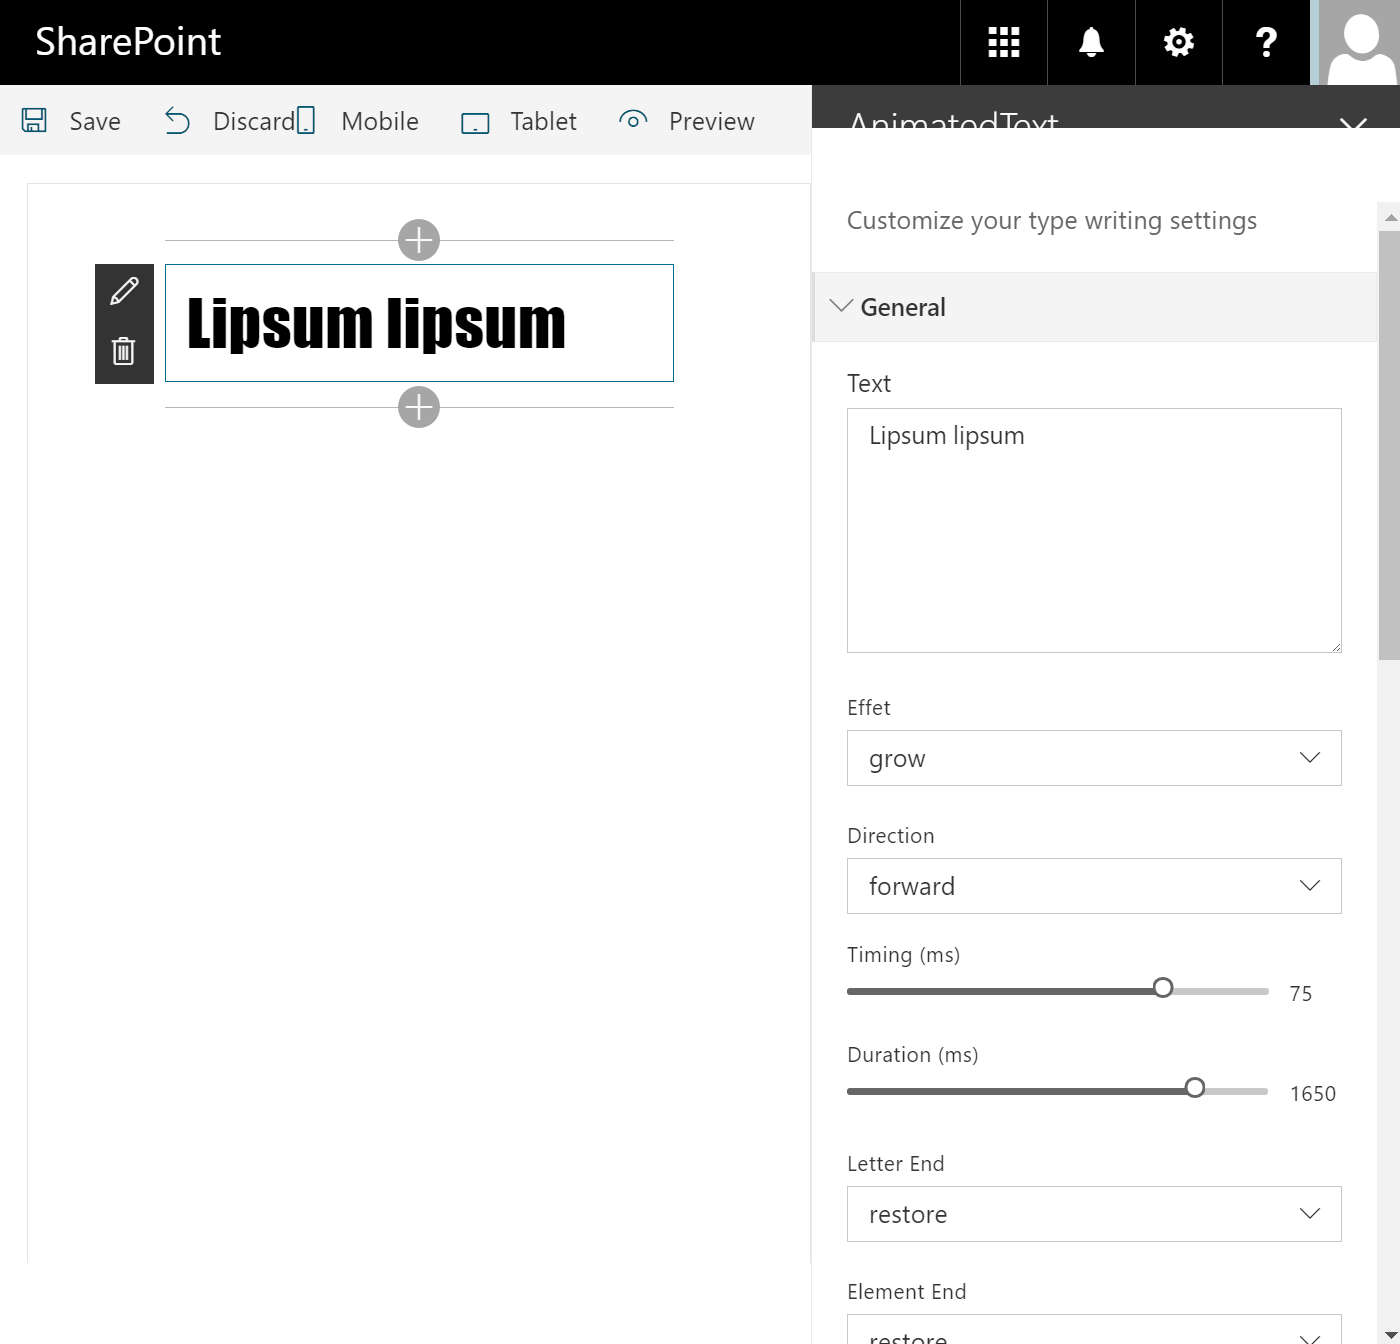 SharePoint
?
Save Discard Mobile Tablet Preview
AnimatedText
Lipsum lipsum
Customize your type writing settings
General
Text
Lipsum lipsum
Effet
grow
Direction
forward
Timing (ms)
75
Duration (ms)
1650
Letter End
restore
Element End
restore